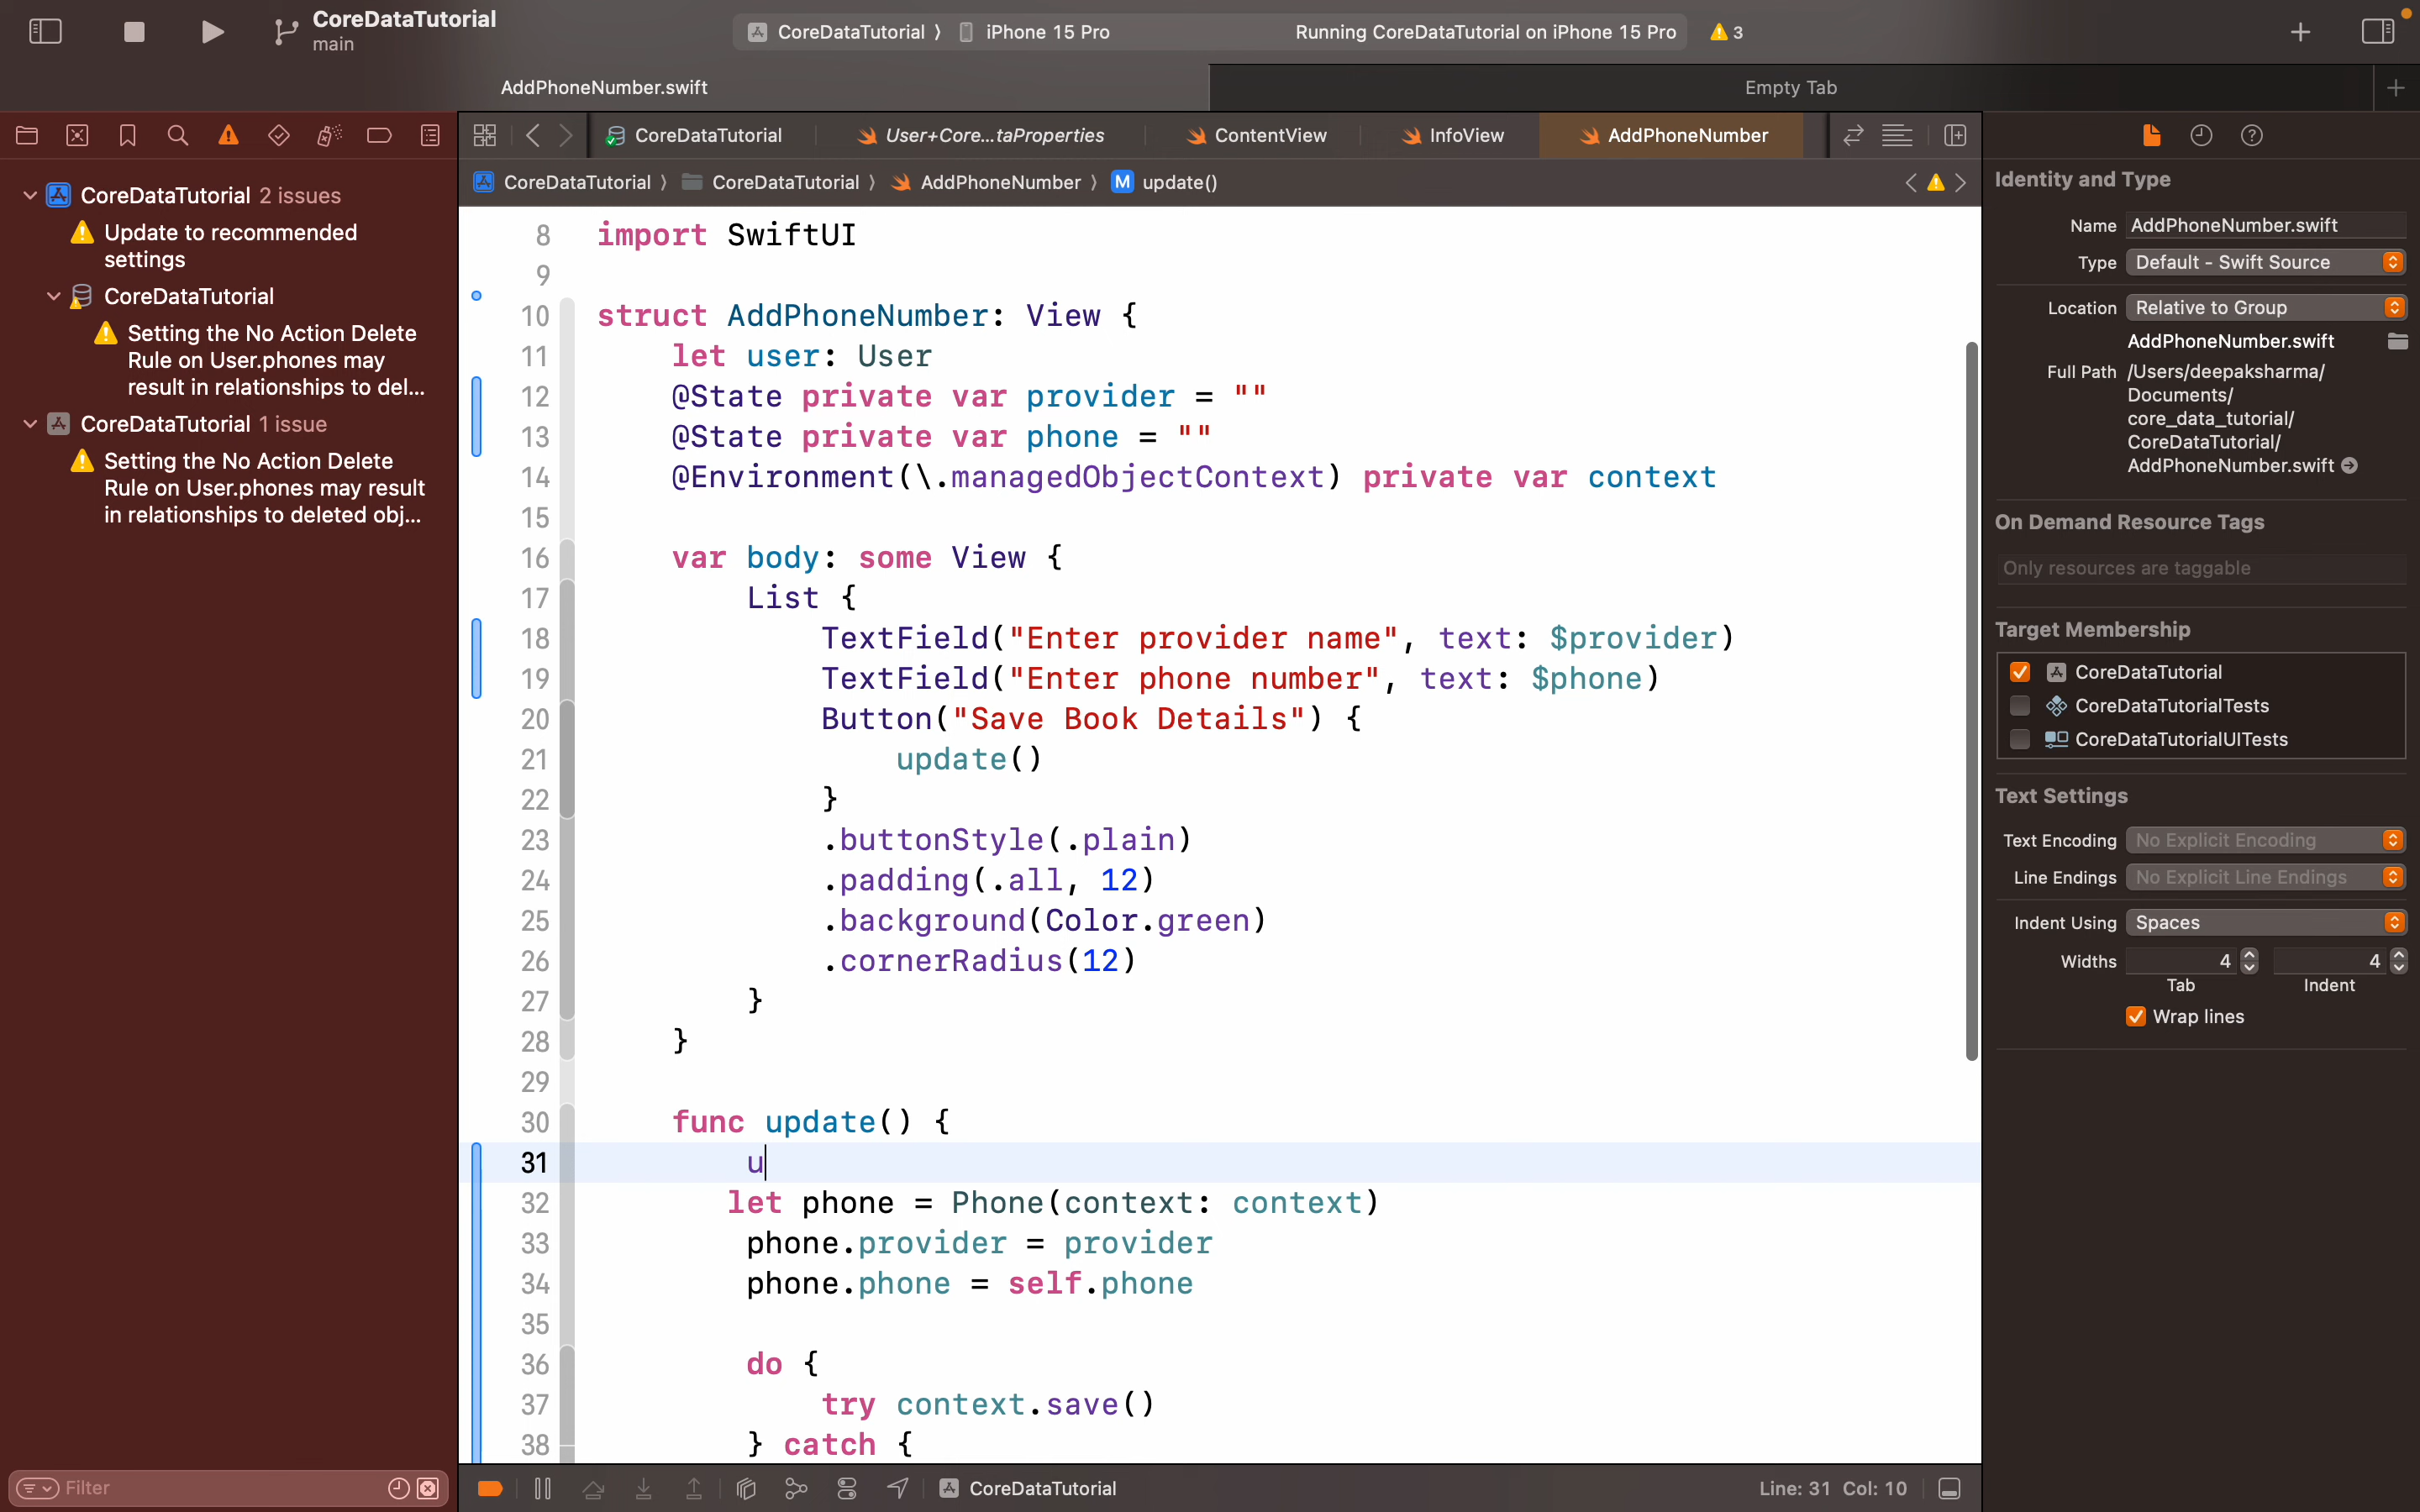 CoreDataTutorial
main
CoreDataTutorial 〉 iPhone 15 Pro
Running CoreDataTutorial on iPhone 15 Pro
3
AddPhoneNumber.swift
Empty Tab
CoreDataTutorial
User+Core...taProperties
ContentView
InfoView
AddPhoneNumber
CoreDataTutorial 〉 CoreDataTutorial 〉 AddPhoneNumber 〉 M update()
CoreDataTutorial 2 issues
Update to recommended
settings
CoreDataTutorial
Setting the No Action Delete
Rule on User.phones may
result in relationships to del...
CoreDataTutorial 1 issue
Setting the No Action Delete
Rule on User.phones may result
in relationships to deleted obj...
Filter
8 import SwiftUI
9
10 struct AddPhoneNumber: View {
11 let user: User
12 @State private var provider = ""
13 @State private var phone = ""
14 @Environment(\.managedObjectContext) private var context
15
16 var body: some View {
17 List {
18 TextField("Enter provider name", text: $provider)
19 TextField("Enter phone number", text: $phone)
20 Button("Save Book Details") {
21 update()
22 }
23 .buttonStyle(.plain)
24 .padding(.all, 12)
25 .background(Color.green)
26 .cornerRadius(12)
27 }
28 }
29
30 func update() {
31 u
32 let phone = Phone(context: context)
33 phone.provider = provider
34 phone.phone = self.phone
35
36 do {
37 try context.save()
38 } catch {
CoreDataTutorial
Line: 31 Col: 10
Identity and Type
Name AddPhoneNumber.swift
Type Default - Swift Source
Location Relative to Group
AddPhoneNumber.swift
Full Path /Users/deepaksharma/
Documents/
core_data_tutorial/
CoreDataTutorial/
AddPhoneNumber.swift
On Demand Resource Tags
Only resources are taggable
Target Membership
CoreDataTutorial
CoreDataTutorialTests
CoreDataTutorialUITests
Text Settings
Text Encoding No Explicit Encoding
Line Endings No Explicit Line Endings
Indent Using Spaces
Widths 4 4
Tab Indent
Wrap lines